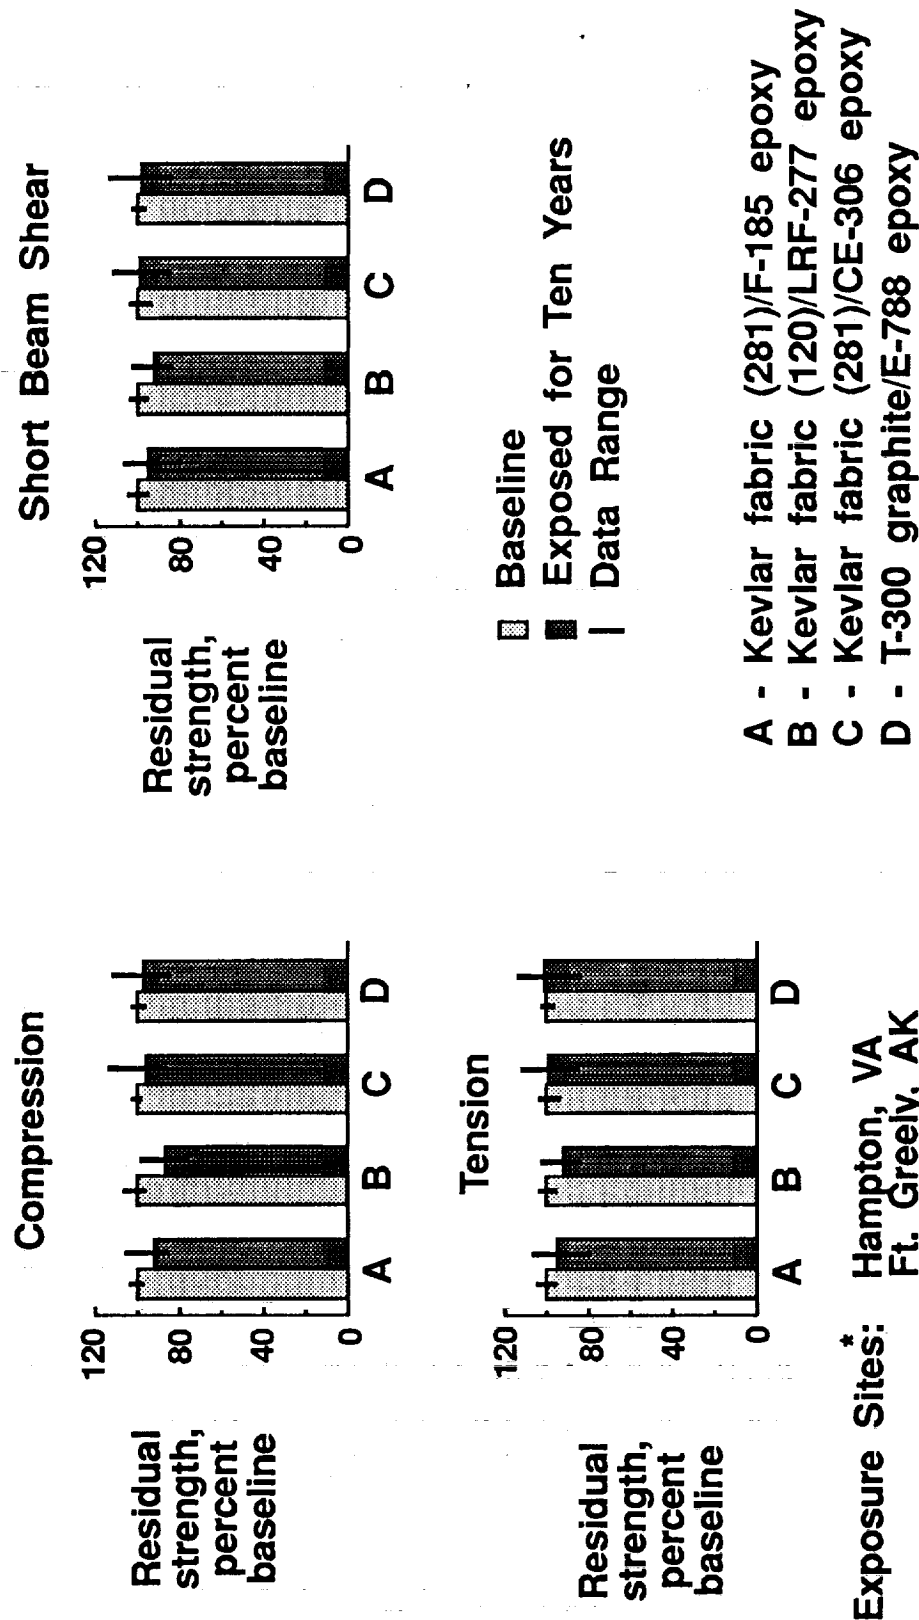 Compression
Residual
strength,
percent
baseline
120
80
40
0
A B C D
Short Beam Shear
Residual
strength,
percent
baseline
120
80
40
0
A B C D
Tension
Residual
strength,
percent
baseline
120
80
40
0
A B C D
Baseline
Exposed for Ten Years
Data Range
A - Kevlar fabric (281)/F-185 epoxy
B - Kevlar fabric (120)/LRF-277 epoxy
C - Kevlar fabric (281)/CE-306 epoxy
D - T-300 graphite/E-788 epoxy
Exposure Sites:* Hampton, VA
Ft. Greely, AK